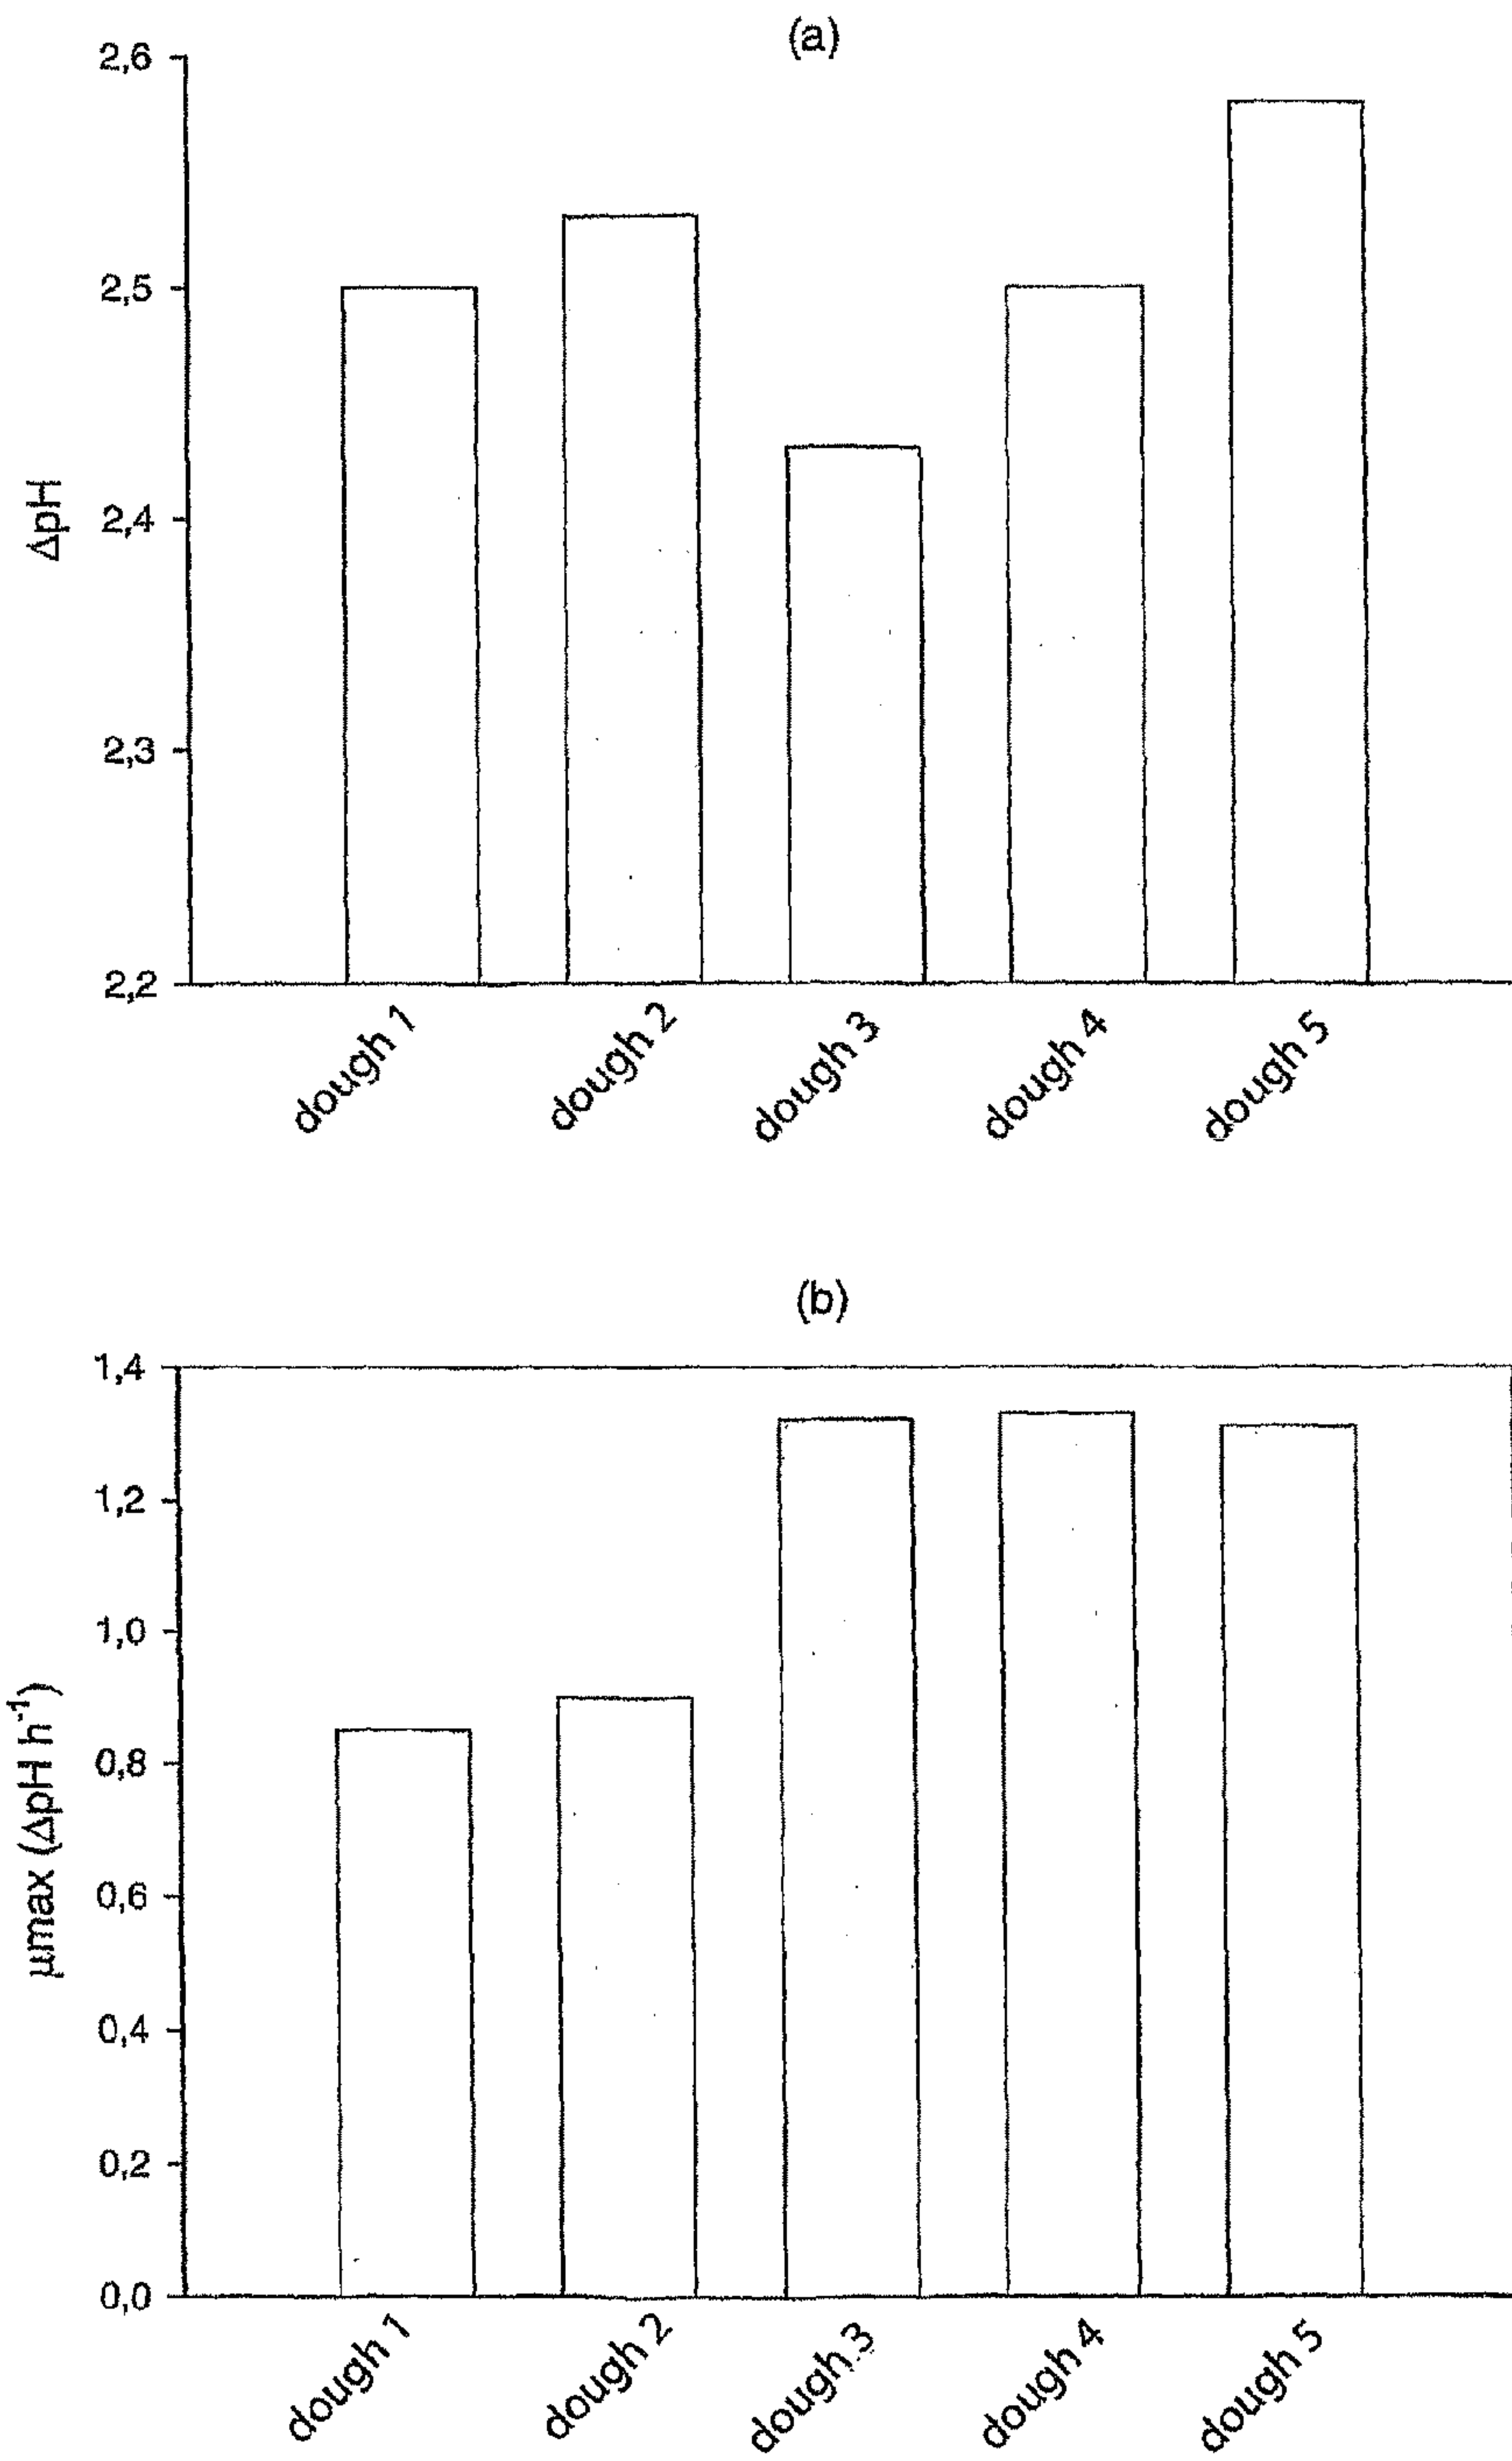 (a)
2,6
2,5
2,4
2,3
2,2
ΔpH
dough 1
dough 2
dough 3
dough 4
dough 5
(b)
1,4
1,2
1,0
0,8
0,6
0,4
0,2
0,0
μmax (ΔpH h⁻¹)
dough 1
dough 2
dough 3
dough 4
dough 5